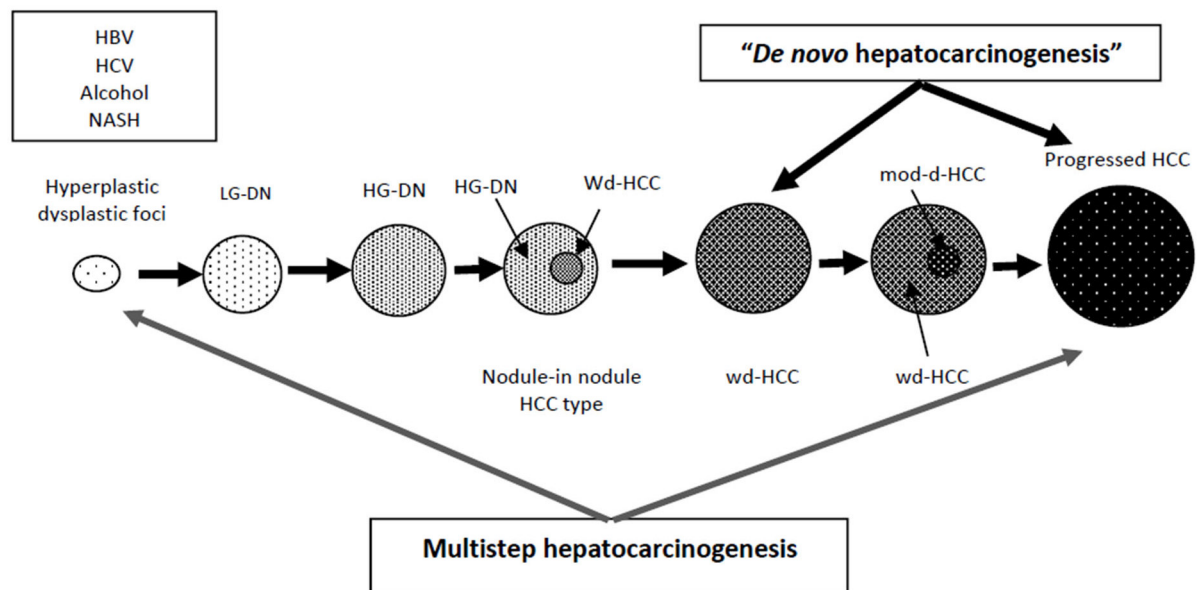 HBV
HCV
Alcohol
NASH
“De novo hepatocarcinogenesis”
Hyperplastic
dysplastic foci
LG-DN
HG-DN
HG-DN
Wd-HCC
mod-d-HCC
Progressed HCC
Nodule-in nodule
HCC type
wd-HCC
wd-HCC
Multistep hepatocarcinogenesis